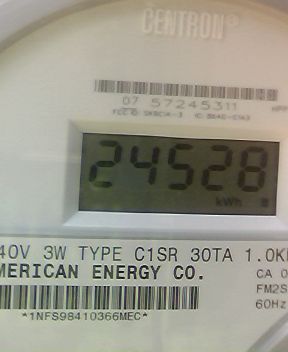 CENTRON®
07 57245311
24528
kWh
40V 3W TYPE C1SR 30TA 1.0K
MERICAN ENERGY CO.
CA 0
FM2S
60Hz
*1NFS98410366MEC*